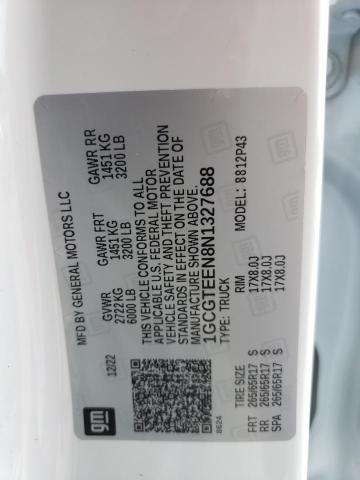 MFD BY GENERAL MOTORS LLC
12/22
GVWR GAWR FRT GAWR RR
2722 KG 1451 KG 1451 KG
6000 LB 3200 LB 3200 LB
THIS VEHICLE CONFORMS TO ALL
APPLICABLE U.S. FEDERAL MOTOR
VEHICLE SAFETY AND THEFT PREVENTION
STANDARDS IN EFFECT ON THE DATE OF
MANUFACTURE SHOWN ABOVE.
1GCGTEEN8N1327688
TYPE: TRUCK MODEL: 8812P43
gm
8624
TIRE SIZE RIM
FRT 265/65R17 S 17X8.0J
RR 265/65R17 S 17X8.0J
SPA 265/65R17 S 17X8.0J